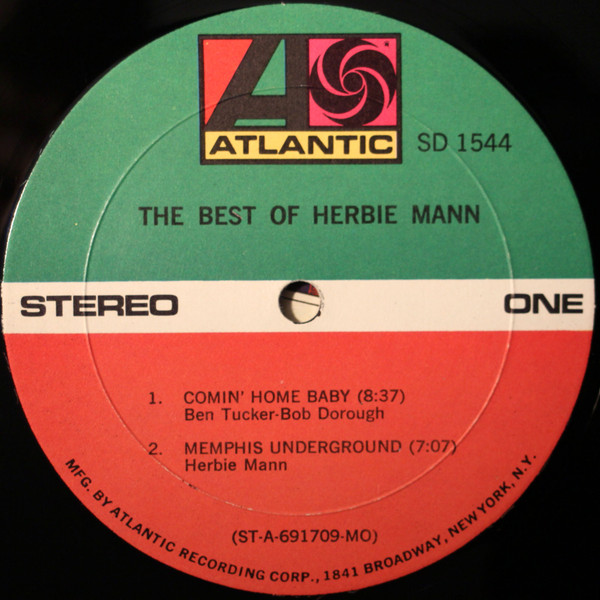 ATLANTIC
SD 1544
THE BEST OF HERBIE MANN
STEREO
ONE
1. COMIN' HOME BABY (8:37)
Ben Tucker-Bob Dorough
2. MEMPHIS UNDERGROUND (7:07)
Herbie Mann
(ST-A-691709-MO)
MFG. BY ATLANTIC RECORDING CORP., 1841 BROADWAY, NEW YORK, N.Y.